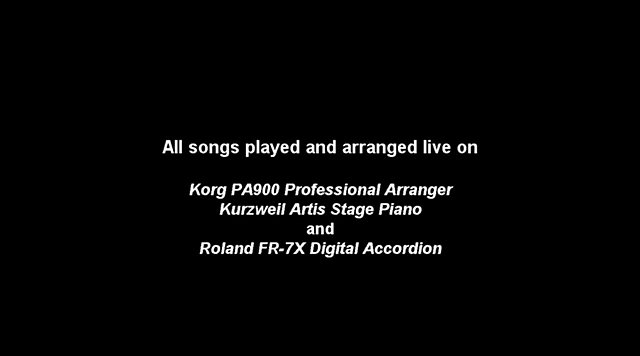 All songs played and arranged live on
Korg PA900 Professional Arranger
Kurzweil Artis Stage Piano
and
Roland FR-7X Digital Accordion